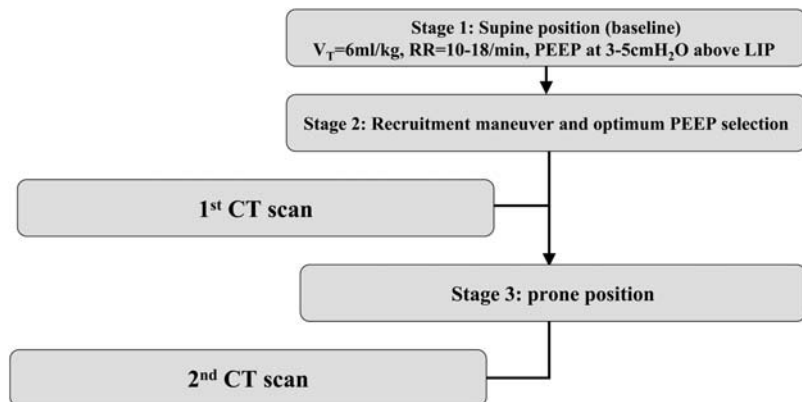 Stage 1: Supine position (baseline)
V_T=6ml/kg, RR=10-18/min, PEEP at 3-5cmH₂O above LIP
Stage 2: Recruitment maneuver and optimum PEEP selection
1st CT scan
Stage 3: prone position
2nd CT scan